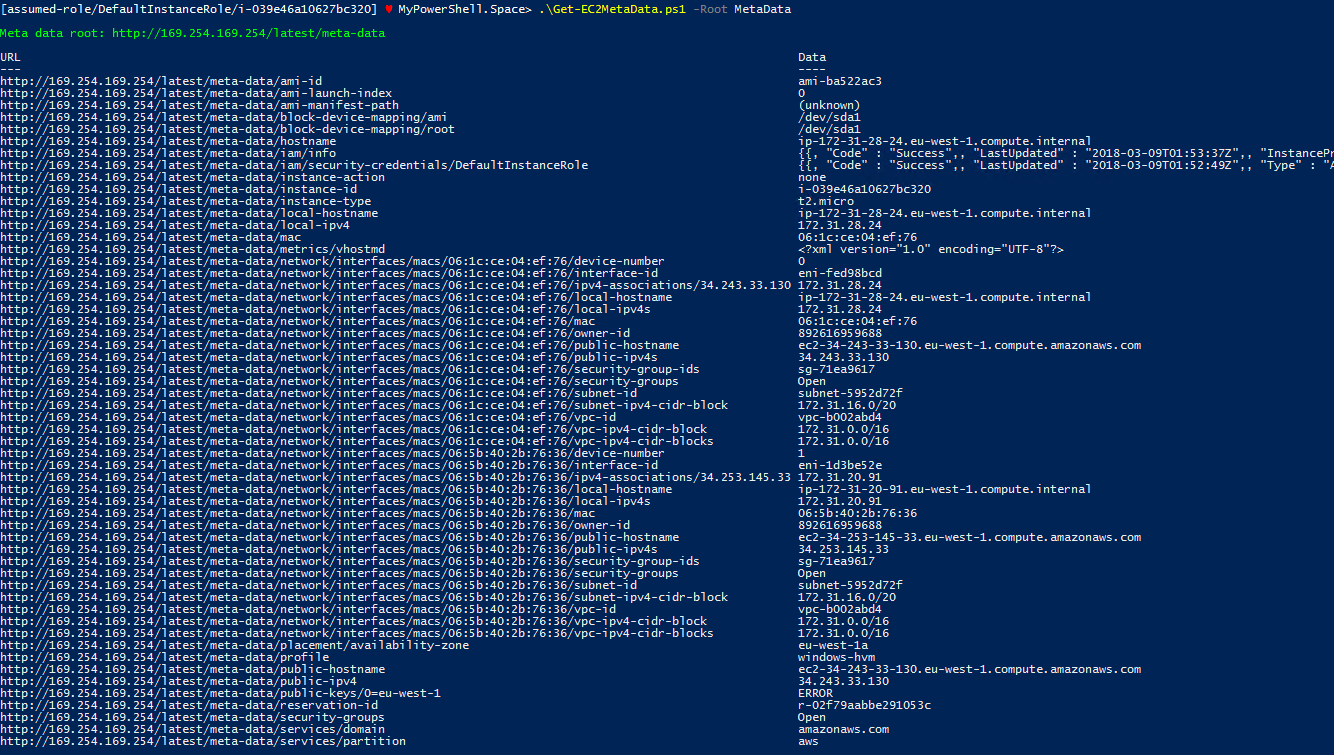 [assumed-role/DefaultInstanceRole/i-039e46a10627bc320] ♥ MyPowerShell.Space> .\Get-EC2MetaData.ps1 -Root MetaData
Meta data root: http://169.254.169.254/latest/meta-data
URL Data
--- ----
http://169.254.169.254/latest/meta-data/ami-id ami-ba522ac3
http://169.254.169.254/latest/meta-data/ami-launch-index 0
http://169.254.169.254/latest/meta-data/ami-manifest-path (unknown)
http://169.254.169.254/latest/meta-data/block-device-mapping/ami /dev/sda1
http://169.254.169.254/latest/meta-data/block-device-mapping/root /dev/sda1
http://169.254.169.254/latest/meta-data/hostname ip-172-31-28-24.eu-west-1.compute.internal
http://169.254.169.254/latest/meta-data/iam/info {{, "Code" : "Success",, "LastUpdated" : "2018-03-09T01:53:37Z",, "InstancePr
http://169.254.169.254/latest/meta-data/iam/security-credentials/DefaultInstanceRole {{, "Code" : "Success",, "LastUpdated" : "2018-03-09T01:52:49Z",, "Type" : "A
http://169.254.169.254/latest/meta-data/instance-action none
http://169.254.169.254/latest/meta-data/instance-id i-039e46a10627bc320
http://169.254.169.254/latest/meta-data/instance-type t2.micro
http://169.254.169.254/latest/meta-data/local-hostname ip-172-31-28-24.eu-west-1.compute.internal
http://169.254.169.254/latest/meta-data/local-ipv4 172.31.28.24
http://169.254.169.254/latest/meta-data/mac 06:1c:ce:04:ef:76
http://169.254.169.254/latest/meta-data/metrics/vhostmd <?xml version="1.0" encoding="UTF-8"?>
http://169.254.169.254/latest/meta-data/network/interfaces/macs/06:1c:ce:04:ef:76/device-number 0
http://169.254.169.254/latest/meta-data/network/interfaces/macs/06:1c:ce:04:ef:76/interface-id eni-fed98bcd
http://169.254.169.254/latest/meta-data/network/interfaces/macs/06:1c:ce:04:ef:76/ipv4-associations/34.243.33.130 172.31.28.24
http://169.254.169.254/latest/meta-data/network/interfaces/macs/06:1c:ce:04:ef:76/local-hostname ip-172-31-28-24.eu-west-1.compute.internal
http://169.254.169.254/latest/meta-data/network/interfaces/macs/06:1c:ce:04:ef:76/local-ipv4s 172.31.28.24
http://169.254.169.254/latest/meta-data/network/interfaces/macs/06:1c:ce:04:ef:76/mac 06:1c:ce:04:ef:76
http://169.254.169.254/latest/meta-data/network/interfaces/macs/06:1c:ce:04:ef:76/owner-id 892616959688
http://169.254.169.254/latest/meta-data/network/interfaces/macs/06:1c:ce:04:ef:76/public-hostname ec2-34-243-33-130.eu-west-1.compute.amazonaws.com
http://169.254.169.254/latest/meta-data/network/interfaces/macs/06:1c:ce:04:ef:76/public-ipv4s 34.243.33.130
http://169.254.169.254/latest/meta-data/network/interfaces/macs/06:1c:ce:04:ef:76/security-group-ids sg-71ea9617
http://169.254.169.254/latest/meta-data/network/interfaces/macs/06:1c:ce:04:ef:76/security-groups Open
http://169.254.169.254/latest/meta-data/network/interfaces/macs/06:1c:ce:04:ef:76/subnet-id subnet-5952d72f
http://169.254.169.254/latest/meta-data/network/interfaces/macs/06:1c:ce:04:ef:76/subnet-ipv4-cidr-block 172.31.16.0/20
http://169.254.169.254/latest/meta-data/network/interfaces/macs/06:1c:ce:04:ef:76/vpc-id vpc-b002abd4
http://169.254.169.254/latest/meta-data/network/interfaces/macs/06:1c:ce:04:ef:76/vpc-ipv4-cidr-block 172.31.0.0/16
http://169.254.169.254/latest/meta-data/network/interfaces/macs/06:1c:ce:04:ef:76/vpc-ipv4-cidr-blocks 172.31.0.0/16
http://169.254.169.254/latest/meta-data/network/interfaces/macs/06:5b:40:2b:76:36/device-number 1
http://169.254.169.254/latest/meta-data/network/interfaces/macs/06:5b:40:2b:76:36/interface-id eni-1d3be52e
http://169.254.169.254/latest/meta-data/network/interfaces/macs/06:5b:40:2b:76:36/ipv4-associations/34.253.145.33 172.31.20.91
http://169.254.169.254/latest/meta-data/network/interfaces/macs/06:5b:40:2b:76:36/local-hostname ip-172-31-20-91.eu-west-1.compute.internal
http://169.254.169.254/latest/meta-data/network/interfaces/macs/06:5b:40:2b:76:36/local-ipv4s 172.31.20.91
http://169.254.169.254/latest/meta-data/network/interfaces/macs/06:5b:40:2b:76:36/mac 06:5b:40:2b:76:36
http://169.254.169.254/latest/meta-data/network/interfaces/macs/06:5b:40:2b:76:36/owner-id 892616959688
http://169.254.169.254/latest/meta-data/network/interfaces/macs/06:5b:40:2b:76:36/public-hostname ec2-34-253-145-33.eu-west-1.compute.amazonaws.com
http://169.254.169.254/latest/meta-data/network/interfaces/macs/06:5b:40:2b:76:36/public-ipv4s 34.253.145.33
http://169.254.169.254/latest/meta-data/network/interfaces/macs/06:5b:40:2b:76:36/security-group-ids sg-71ea9617
http://169.254.169.254/latest/meta-data/network/interfaces/macs/06:5b:40:2b:76:36/security-groups Open
http://169.254.169.254/latest/meta-data/network/interfaces/macs/06:5b:40:2b:76:36/subnet-id subnet-5952d72f
http://169.254.169.254/latest/meta-data/network/interfaces/macs/06:5b:40:2b:76:36/subnet-ipv4-cidr-block 172.31.16.0/20
http://169.254.169.254/latest/meta-data/network/interfaces/macs/06:5b:40:2b:76:36/vpc-id vpc-b002abd4
http://169.254.169.254/latest/meta-data/network/interfaces/macs/06:5b:40:2b:76:36/vpc-ipv4-cidr-block 172.31.0.0/16
http://169.254.169.254/latest/meta-data/network/interfaces/macs/06:5b:40:2b:76:36/vpc-ipv4-cidr-blocks 172.31.0.0/16
http://169.254.169.254/latest/meta-data/placement/availability-zone eu-west-1a
http://169.254.169.254/latest/meta-data/profile windows-hvm
http://169.254.169.254/latest/meta-data/public-hostname ec2-34-243-33-130.eu-west-1.compute.amazonaws.com
http://169.254.169.254/latest/meta-data/public-ipv4 34.243.33.130
http://169.254.169.254/latest/meta-data/public-keys/0=eu-west-1 ERROR
http://169.254.169.254/latest/meta-data/reservation-id r-02f79aabbe291053c
http://169.254.169.254/latest/meta-data/security-groups Open
http://169.254.169.254/latest/meta-data/services/domain amazonaws.com
http://169.254.169.254/latest/meta-data/services/partition aws